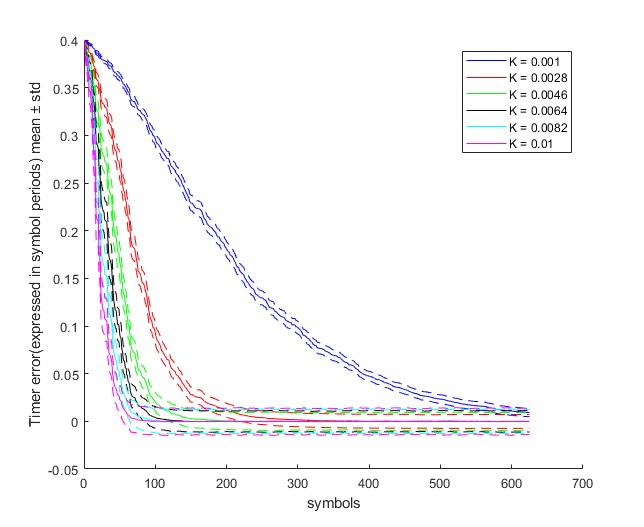 0.4
0.35
0.3
0.25
0.2
0.15
0.1
0.05
0
-0.05
0
100
200
300
400
500
600
700
Timer error(expressed in symbol periods) mean ± std
symbols
K = 0.001
K = 0.0028
K = 0.0046
K = 0.0064
K = 0.0082
K = 0.01